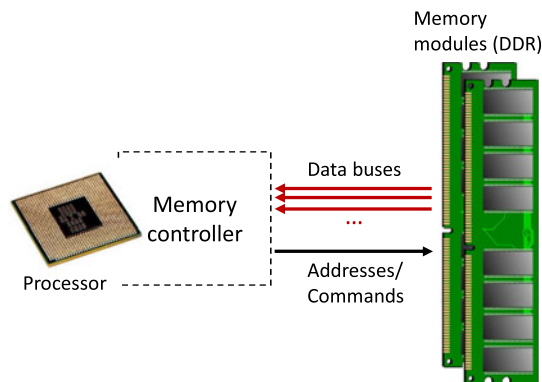 Memory
modules (DDR)
Data buses
...
Memory
controller
Addresses/
Commands
Processor